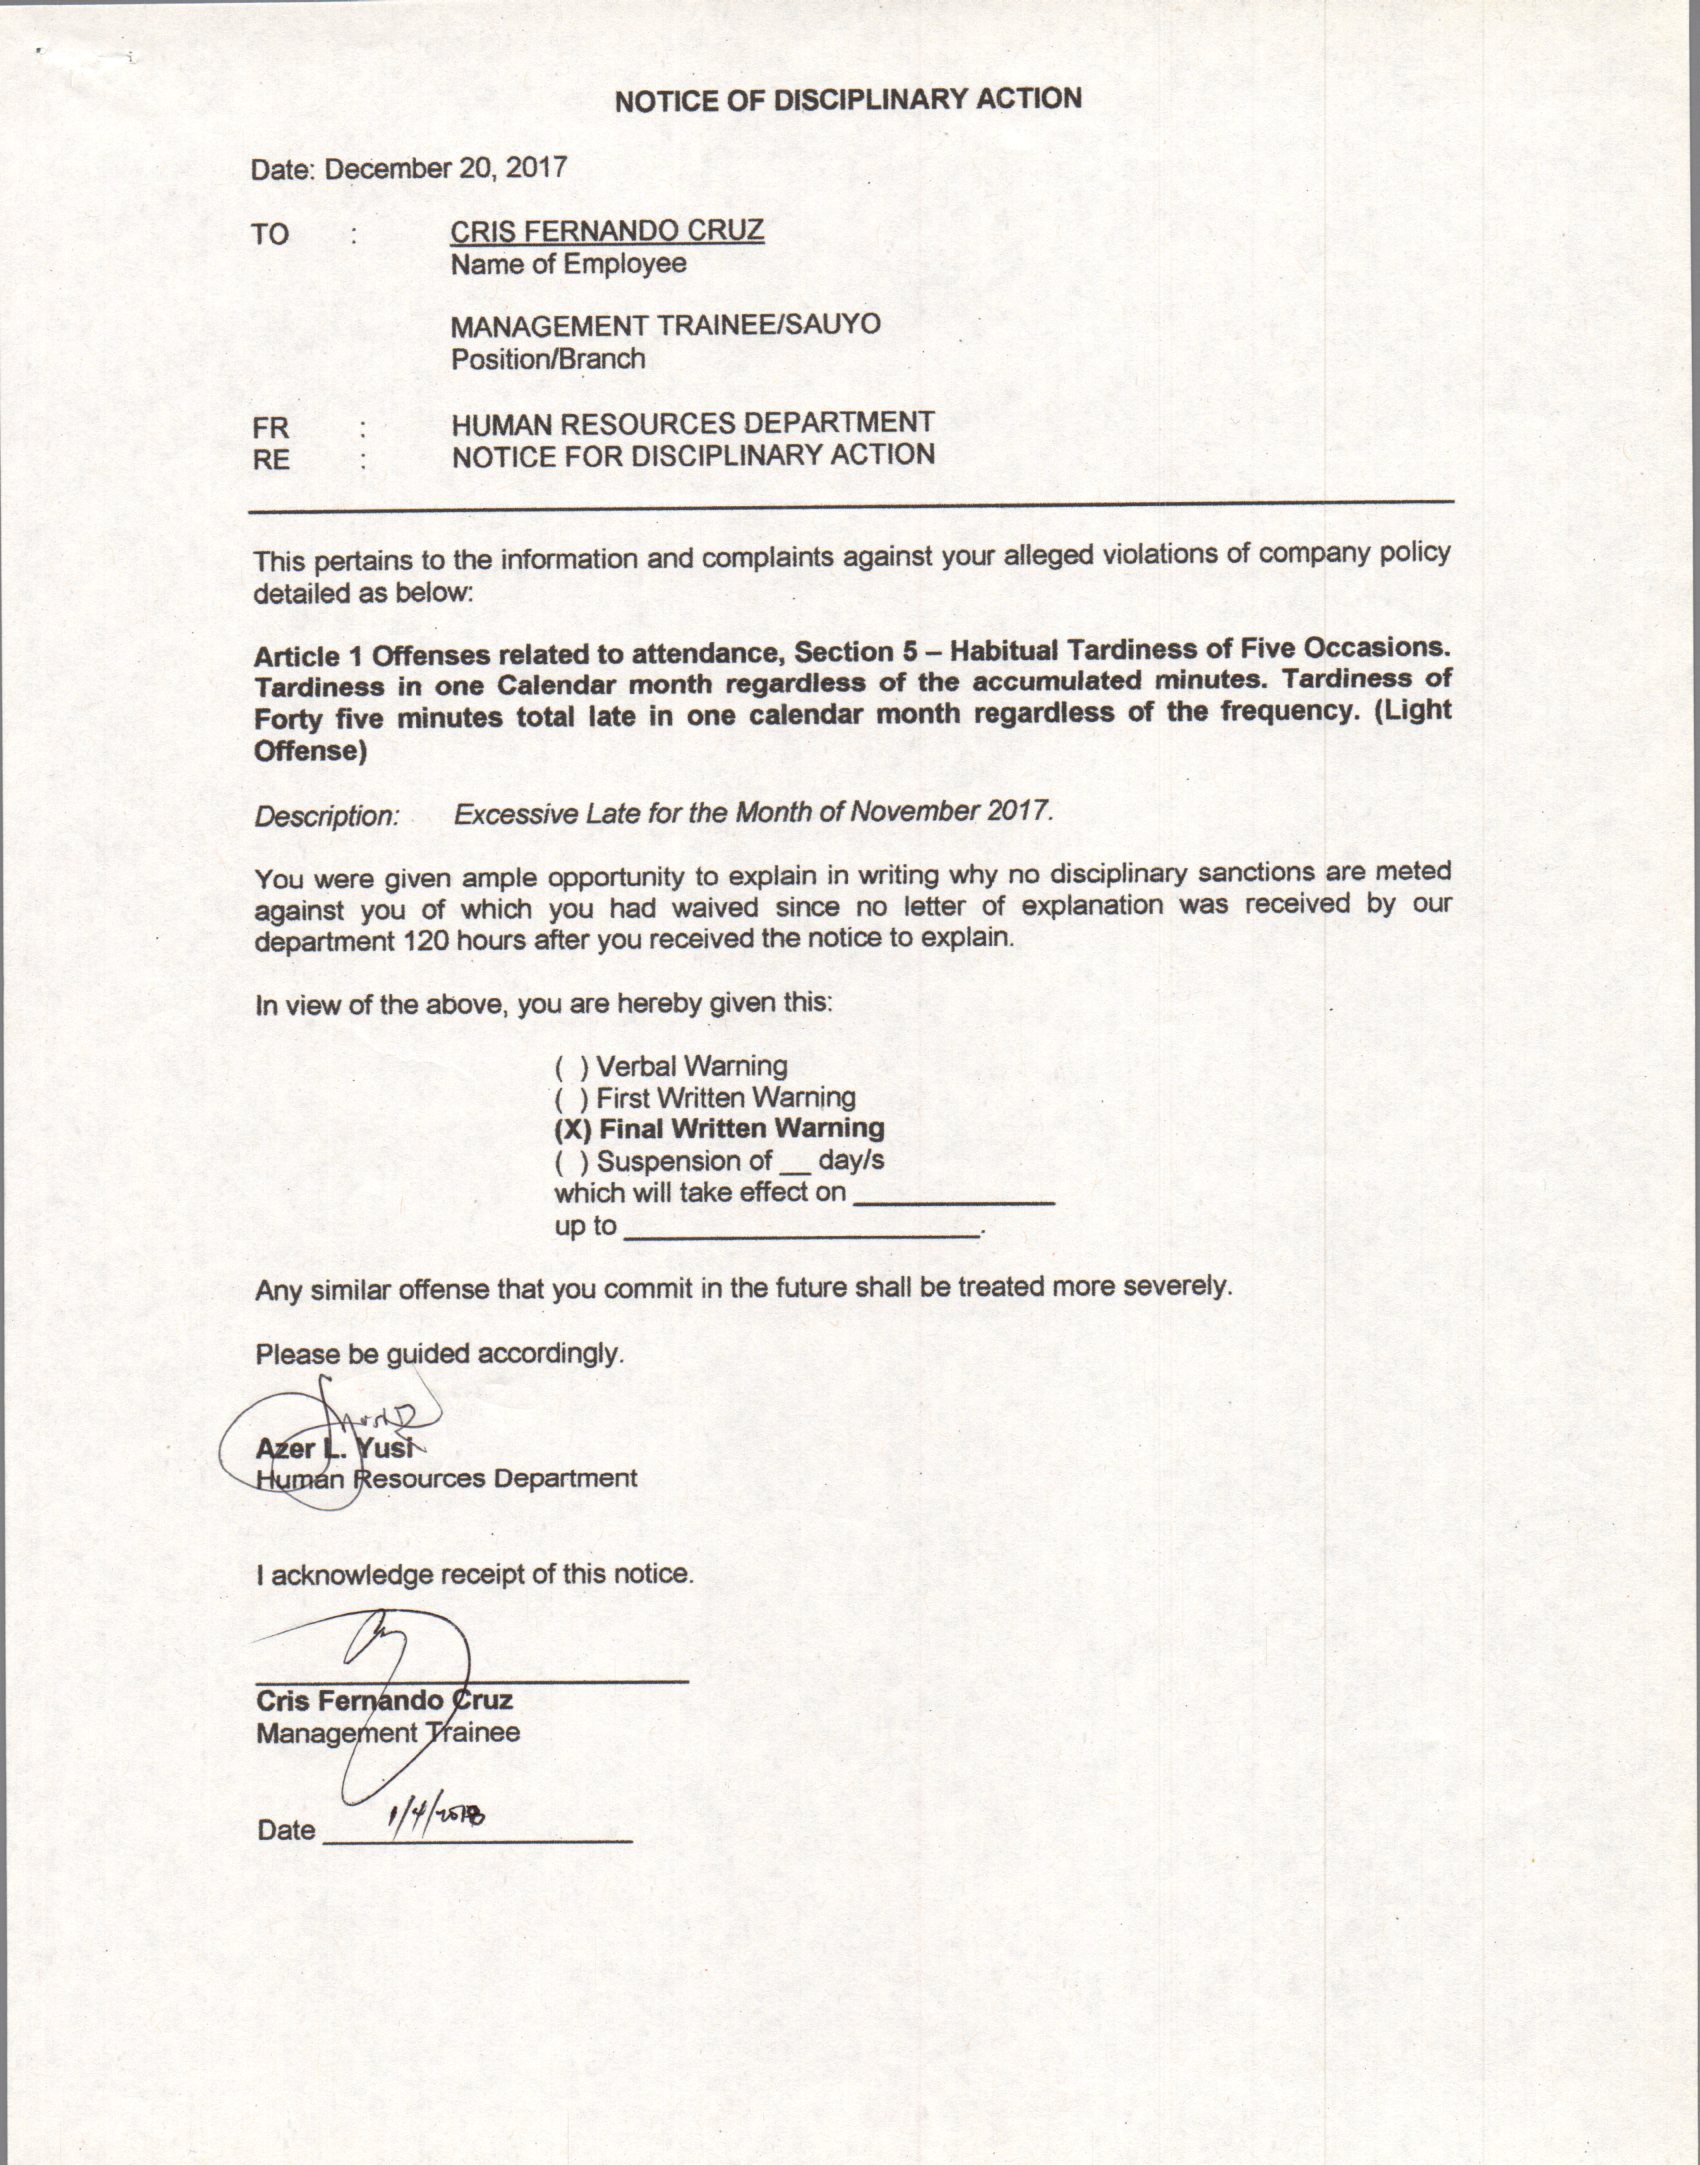 NOTICE OF DISCIPLINARY ACTION
Date: December 20, 2017
TO : CRIS FERNANDO CRUZ
Name of Employee
MANAGEMENT TRAINEE/SAUYO
Position/Branch
FR : HUMAN RESOURCES DEPARTMENT
RE : NOTICE FOR DISCIPLINARY ACTION
This pertains to the information and complaints against your alleged violations of company policy
detailed as below:
Article 1 Offenses related to attendance, Section 5 – Habitual Tardiness of Five Occasions.
Tardiness in one Calendar month regardless of the accumulated minutes. Tardiness of
Forty five minutes total late in one calendar month regardless of the frequency. (Light
Offense)
Description: Excessive Late for the Month of November 2017.
You were given ample opportunity to explain in writing why no disciplinary sanctions are meted
against you of which you had waived since no letter of explanation was received by our
department 120 hours after you received the notice to explain.
In view of the above, you are hereby given this:
( ) Verbal Warning
( ) First Written Warning
(X) Final Written Warning
( ) Suspension of __ day/s
which will take effect on ______________
up to _________________________.
Any similar offense that you commit in the future shall be treated more severely.
Please be guided accordingly.
Azer L. Yusi
Human Resources Department
I acknowledge receipt of this notice.
Cris Fernando Cruz
Management Trainee
Date 1/4/2018